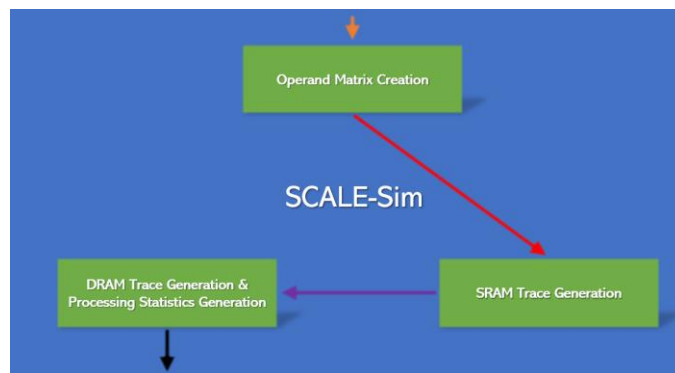 Operand Matrix Creation
SCALE-Sim
DRAM Trace Generation &
Processing Statistics Generation
SRAM Trace Generation